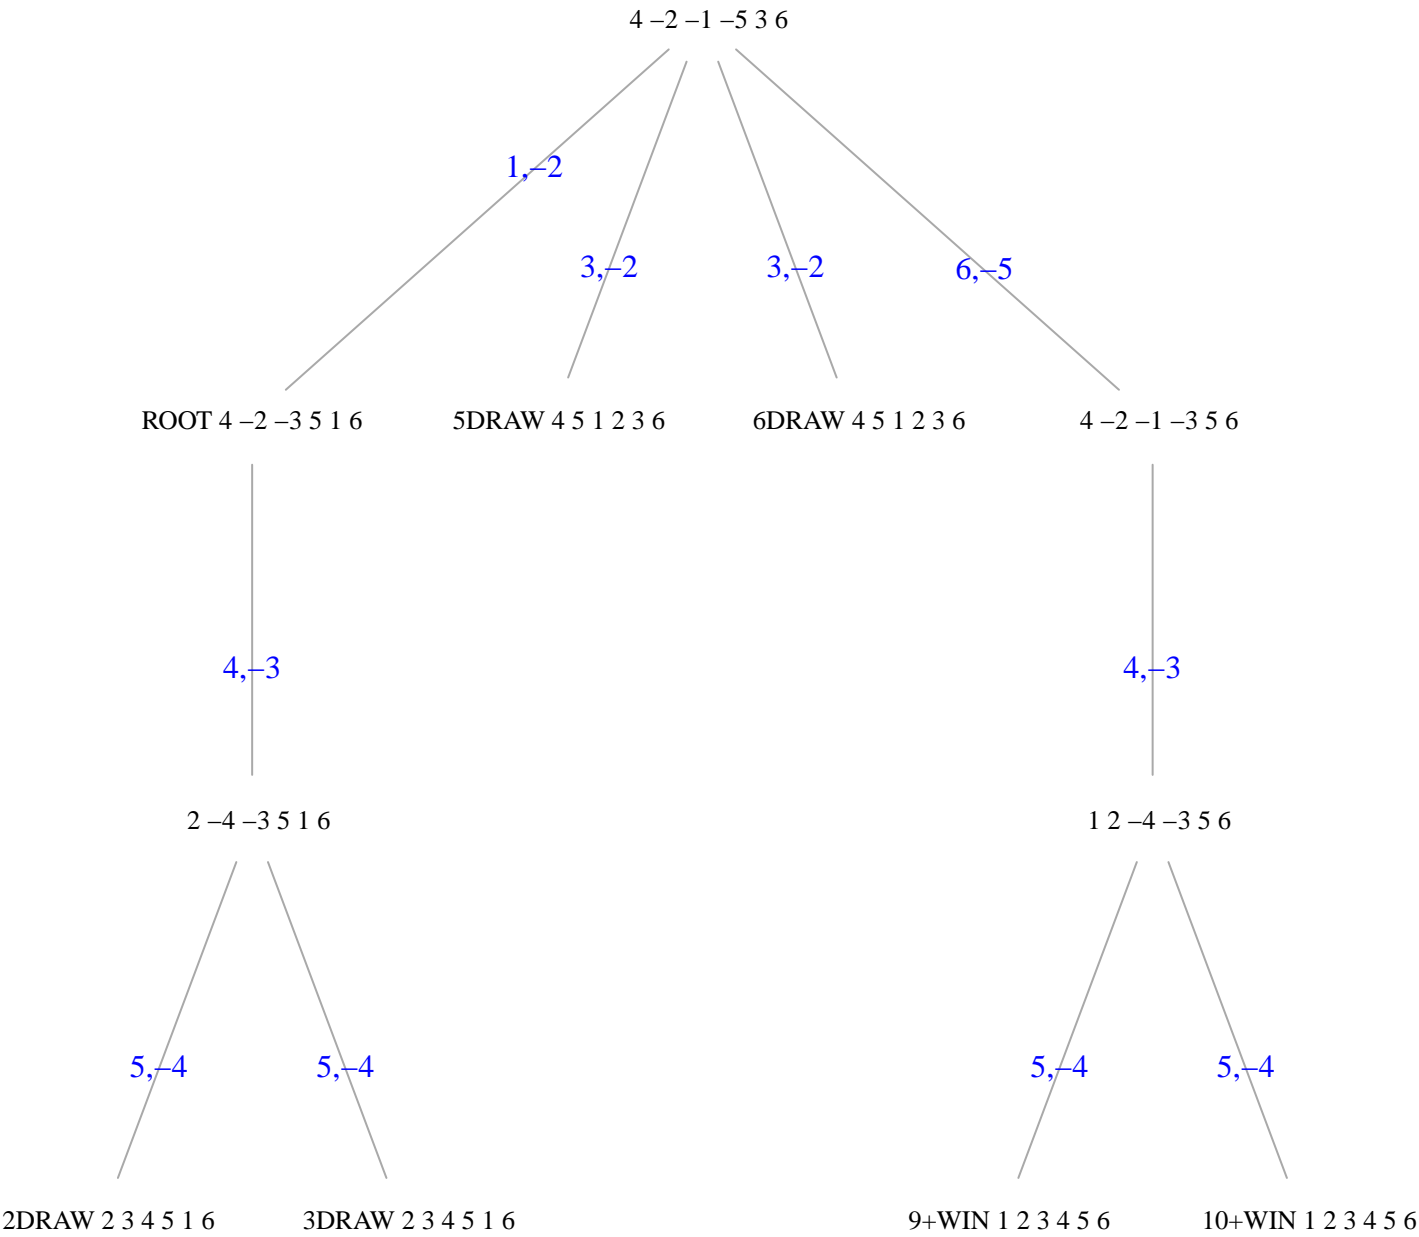 4 –2 –1 –5 3 6
1,–2
3,–2
3,–2
6,–5
ROOT 4 –2 –3 5 1 6
5DRAW 4 5 1 2 3 6
6DRAW 4 5 1 2 3 6
4 –2 –1 –3 5 6
4,–3
4,–3
2 –4 –3 5 1 6
1 2 –4 –3 5 6
5,–4
5,–4
5,–4
5,–4
2DRAW 2 3 4 5 1 6
3DRAW 2 3 4 5 1 6
9+WIN 1 2 3 4 5 6
10+WIN 1 2 3 4 5 6